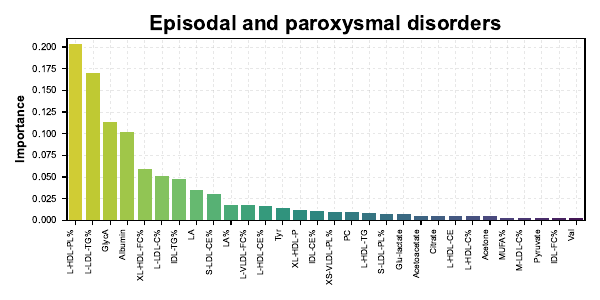 Episodal and paroxysmal disorders
Importance
0.200
0.175
0.150
0.125
0.100
0.075
0.050
0.025
0.000
L-HDL-PL%
L-LDL-TG%
GlycA
Albumin
XL-HDL-FC%
L-LDL-C%
IDL-TG%
LA
S-LDL-CE%
LA%
L-VLDL-FC%
L-HDL-CE%
Tyr
XL-HDL-P
IDL-CE%
XS-VLDL-PL%
PC
L-HDL-TG
S-LDL-PL%
Glu-lactate
Acetoacetate
Citrate
L-HDL-CE
L-HDL-C%
Acetone
MUFA%
M-LDL-C%
Pyruvate
IDL-FC%
Val